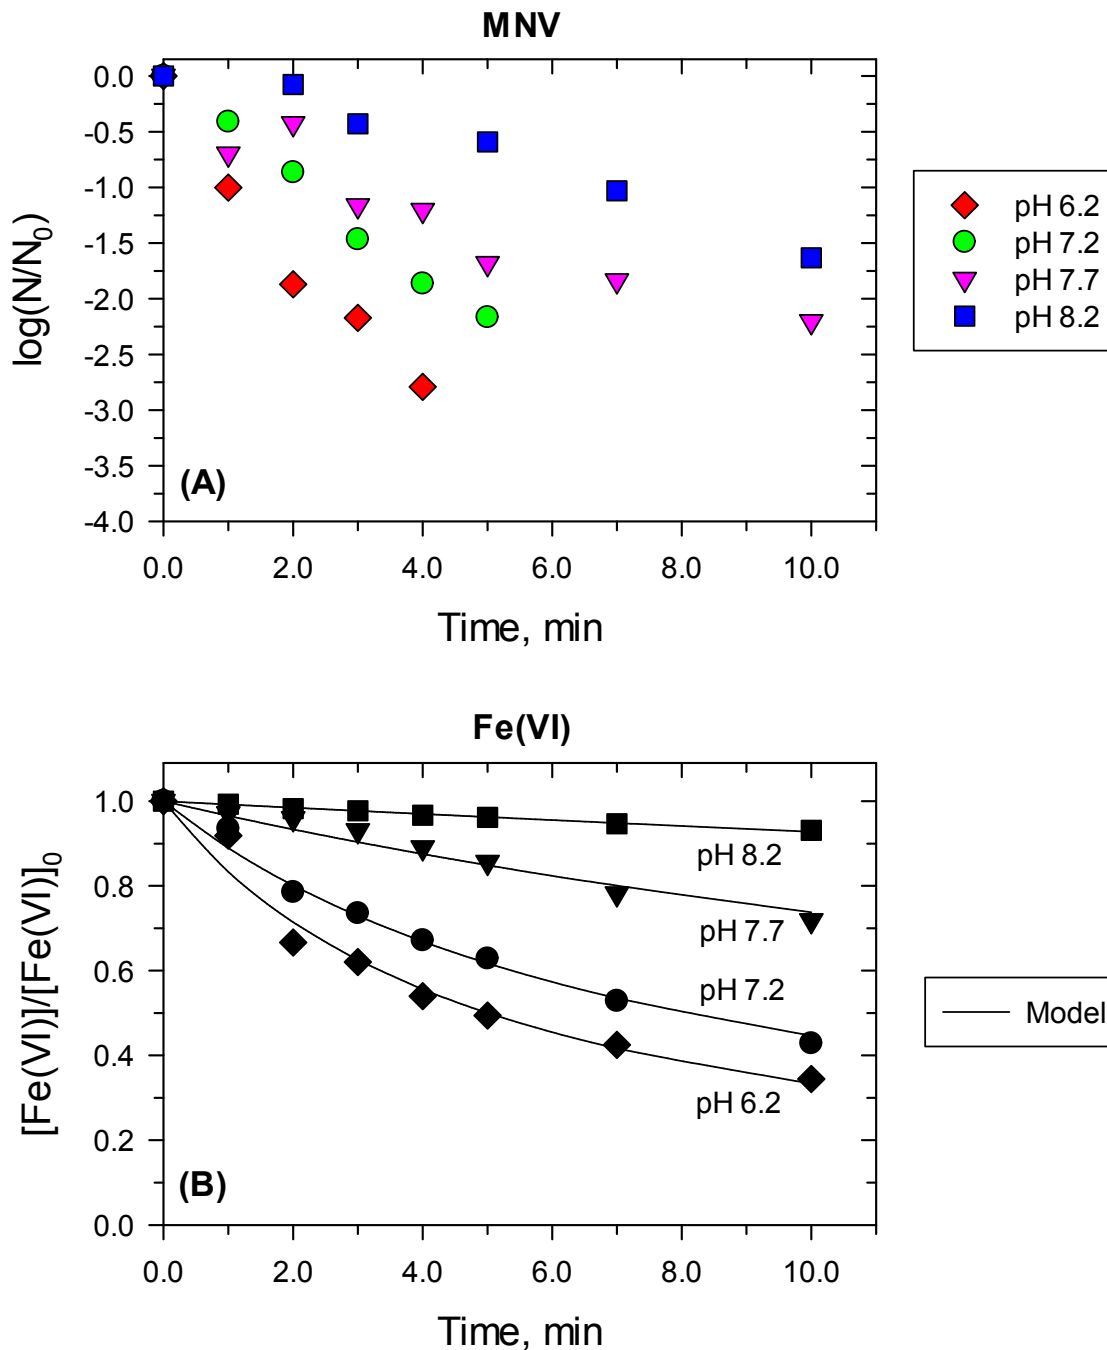 MNV
0.0
-0.5
-1.0
-1.5
-2.0
-2.5
-3.0
-3.5
-4.0
log(N/N0)
(A)
0.0 2.0 4.0 6.0 8.0 10.0
Time, min
pH 6.2
pH 7.2
pH 7.7
pH 8.2
Fe(VI)
1.0
0.8
0.6
0.4
0.2
0.0
[Fe(VI)]/[Fe(VI)]0
pH 8.2
pH 7.7
pH 7.2
pH 6.2
(B)
0.0 2.0 4.0 6.0 8.0 10.0
Time, min
Model